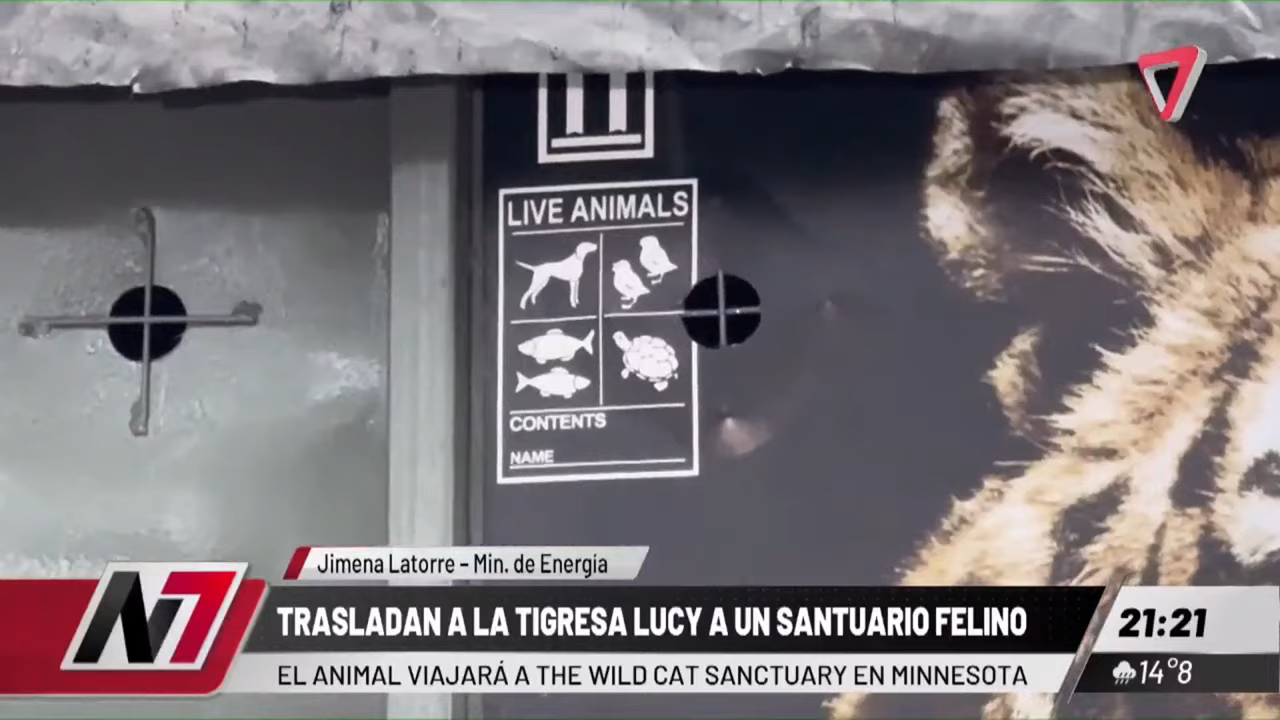 LIVE ANIMALS
CONTENTS
NAME
Jimena Latorre - Min. de Energía
N7
TRASLADAN A LA TIGRESA LUCY A UN SANTUARIO FELINO
EL ANIMAL VIAJARÁ A THE WILD CAT SANCTUARY EN MINNESOTA
21:21
14°8